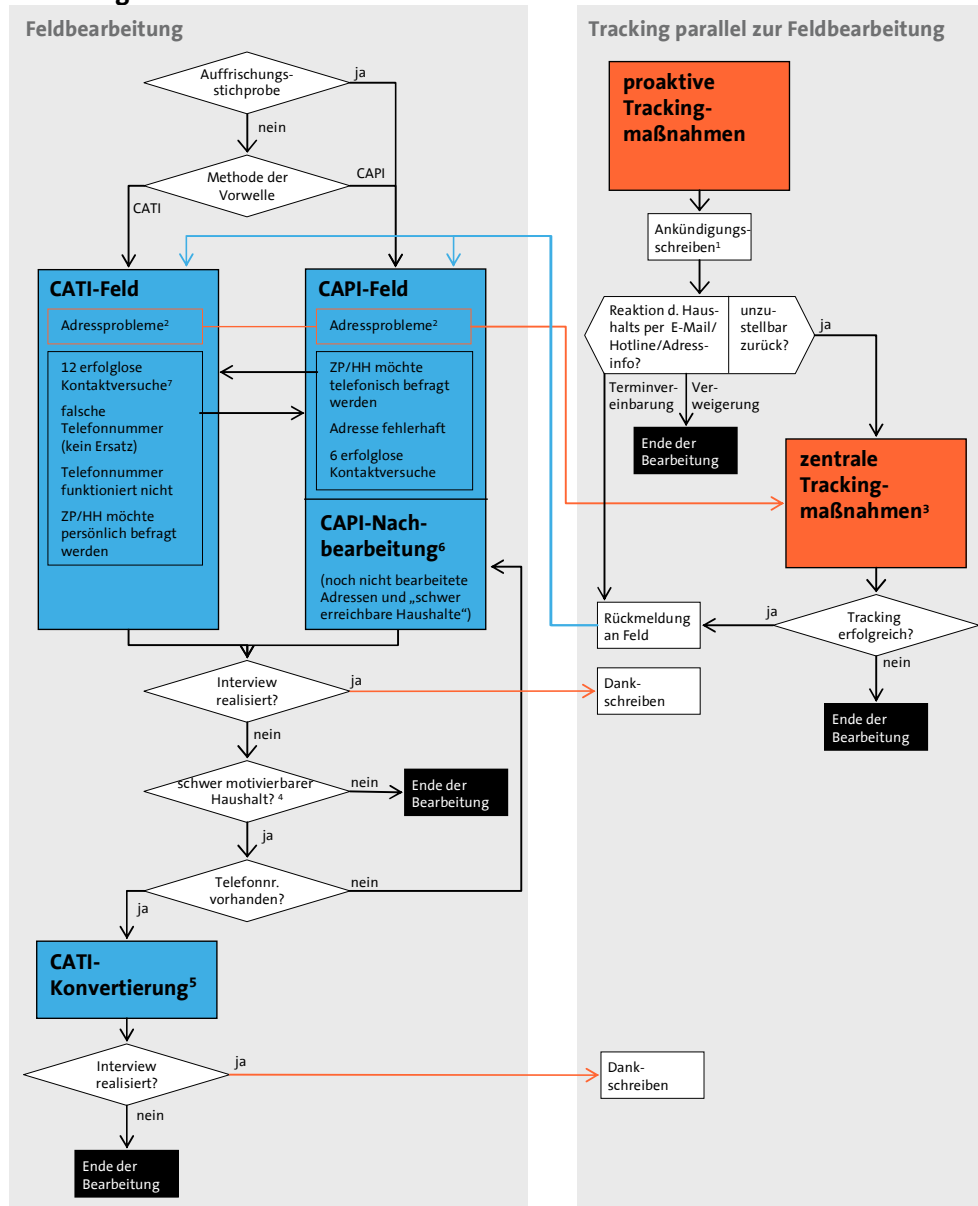 Feldbearbeitung
Auffrischungs-
stichprobe
ja
nein
Methode der
Vorwelle
CAPI
CATI
CATI-Feld
Adressprobleme²
12 erfolglose
Kontaktversuche⁷
falsche
Telefonnummer
(kein Ersatz)
Telefonnummer
funktioniert nicht
ZP/HH möchte
persönlich befragt
werden
CAPI-Feld
Adressprobleme²
ZP/HH möchte
telefonisch befragt
werden
Adresse fehlerhaft
6 erfoglose
Kontaktversuche
CAPI-Nach-
bearbeitung⁶
(noch nicht bearbeitete
Adressen und „schwer
erreichbare Haushalte“)
Interview
realisiert?
ja
nein
schwer motivierbarer
Haushalt? ⁴
nein
Ende der
Bearbeitung
ja
Telefonnr.
vorhanden?
nein
ja
CATI-
Konvertierung⁵
Interview
realisiert?
ja
nein
Ende der
Bearbeitung
Tracking parallel zur Feldbearbeitung
proaktive
Tracking-
maßnahmen
Ankündigungs-
schreiben¹
Reaktion d. Haus-
halts per E-Mail/
Hotline/Adress-
info?
unzu-
stellbar
zurück?
ja
Terminver-
einbarung
Ver-
weigerung
Ende der
Bearbeitung
zentrale
Tracking-
maßnahmen³
Rückmeldung
an Feld
ja
Tracking
erfolgreich?
nein
Dank-
schreiben
Ende der
Bearbeitung
Dank-
schreiben